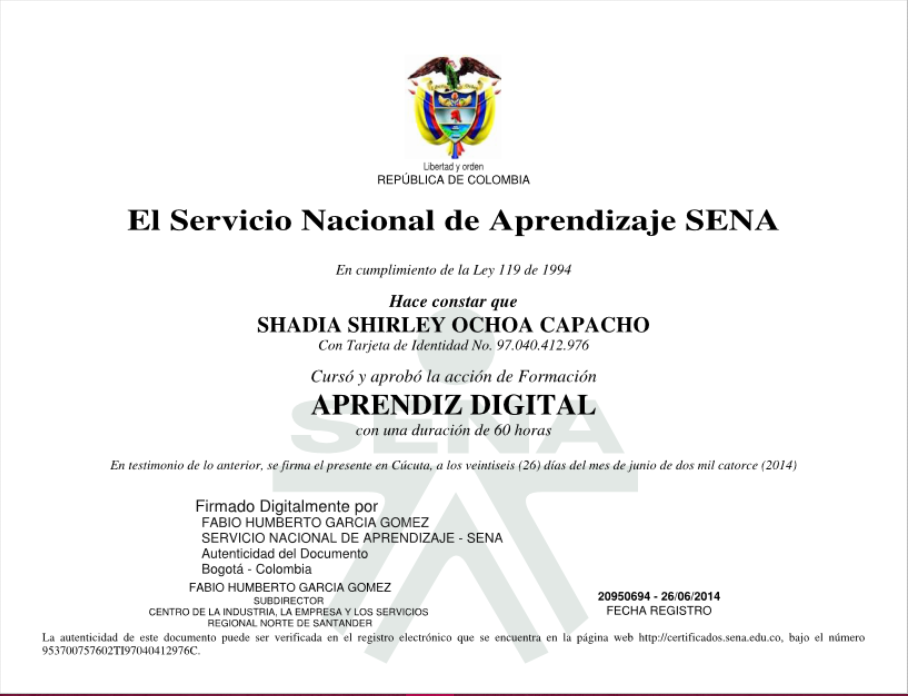 Libertad y orden
REPÚBLICA DE COLOMBIA
El Servicio Nacional de Aprendizaje SENA
En cumplimiento de la Ley 119 de 1994
Hace constar que
SHADIA SHIRLEY OCHOA CAPACHO
Con Tarjeta de Identidad No. 97.040.412.976
Cursó y aprobó la acción de Formación
APRENDIZ DIGITAL
SENA
con una duración de 60 horas
En testimonio de lo anterior, se firma el presente en Cúcuta, a los veintiseis (26) días del mes de junio de dos mil catorce (2014)
Firmado Digitalmente por
FABIO HUMBERTO GARCIA GOMEZ
SERVICIO NACIONAL DE APRENDIZAJE - SENA
Autenticidad del Documento
Bogotá - Colombia
FABIO HUMBERTO GARCIA GOMEZ
SUBDIRECTOR
CENTRO DE LA INDUSTRIA, LA EMPRESA Y LOS SERVICIOS
REGIONAL NORTE DE SANTANDER
20950694 - 26/06/2014
FECHA REGISTRO
La autenticidad de este documento puede ser verificada en el registro electrónico que se encuentra en la página web http://certificados.sena.edu.co, bajo el número
953700757602TI97040412976C.